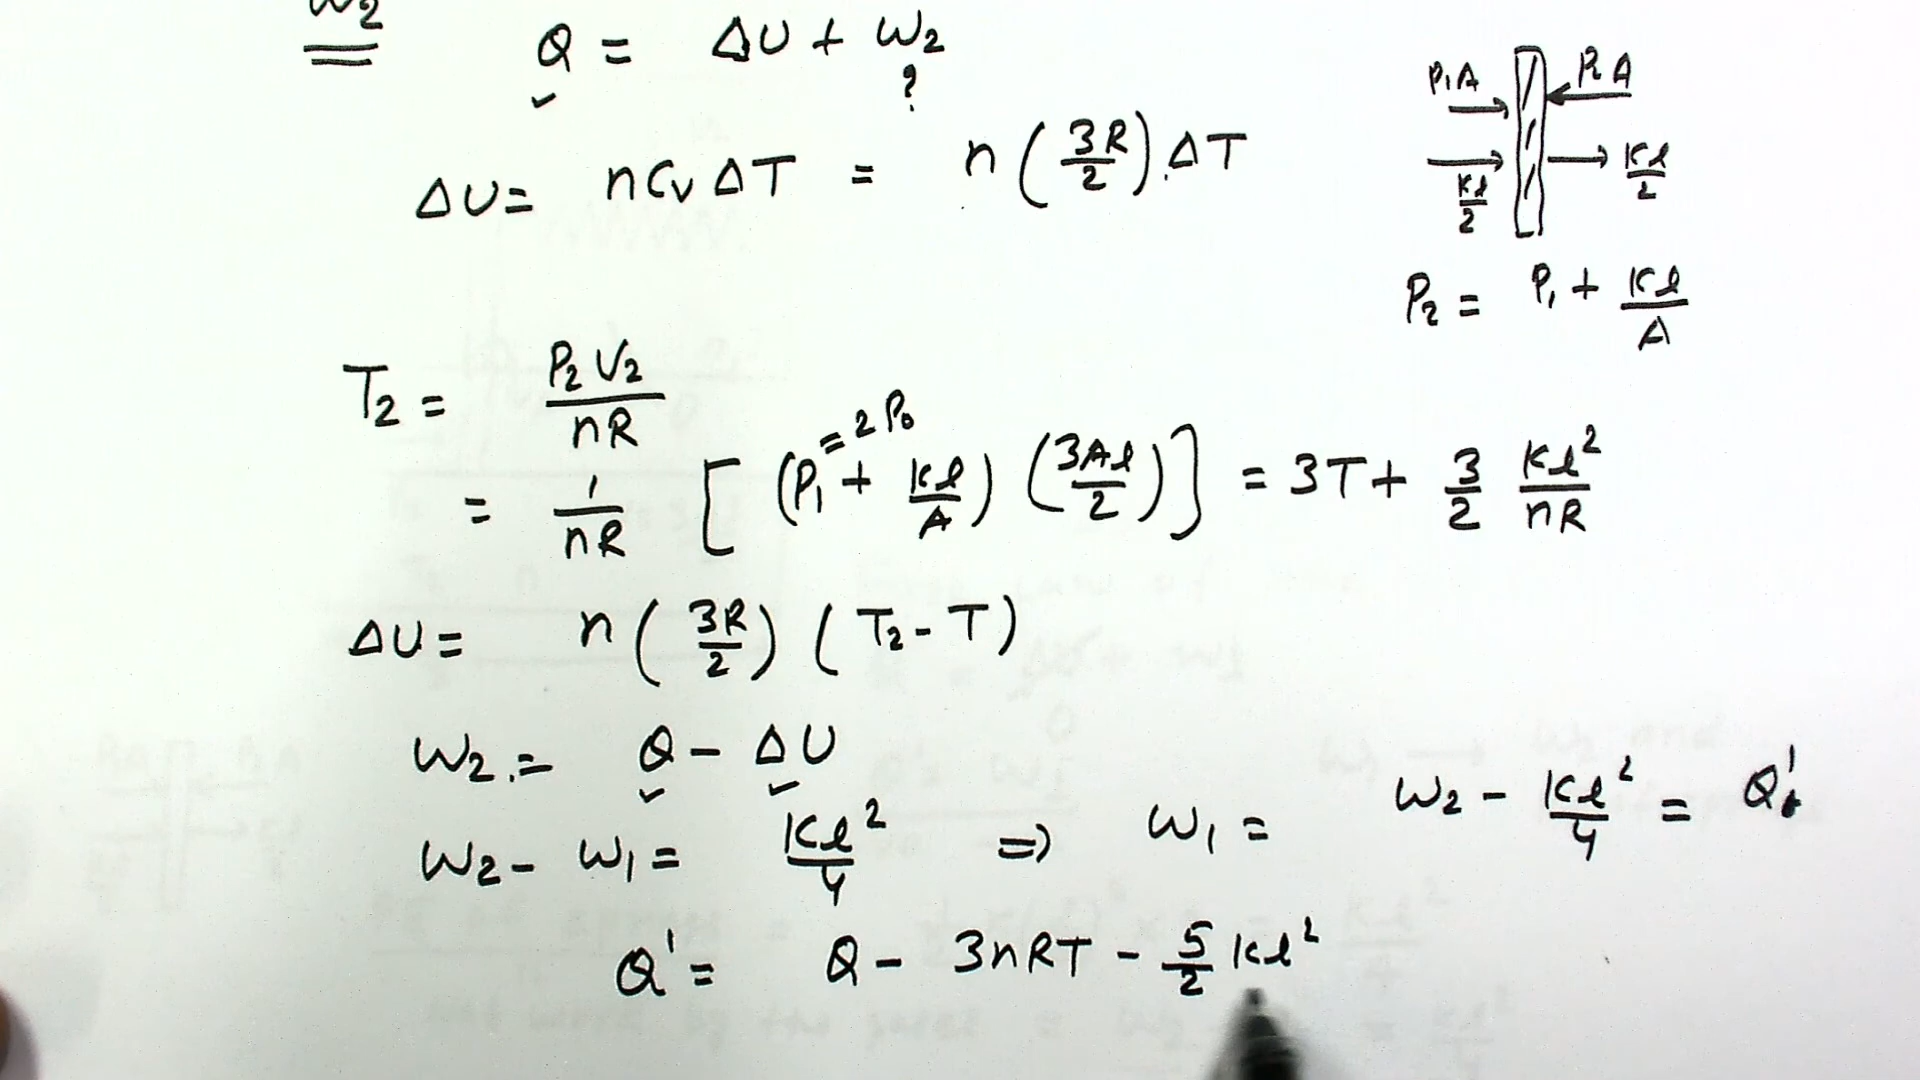 W₂
Q = ΔU + W₂
?
ΔU = nCᵥΔT = n(3R/2).ΔT
P₁A P₂A
Kl/2 Kl/2
P₂ = P₁ + Kl/A
T₂ = P₂V₂/nR
= 2P₀
= 1/nR [(P₁ + Kl/A)(3Al/2)] = 3T + 3/2 Kl²/nR
ΔU = n(3R/2)(T₂ - T)
W₂ = Q - ΔU
W₂ - W₁ = Kl²/4 ⇒ W₁ = W₂ - Kl²/4 = Q'
Q' = Q - 3nRT - 5/2 Kl²